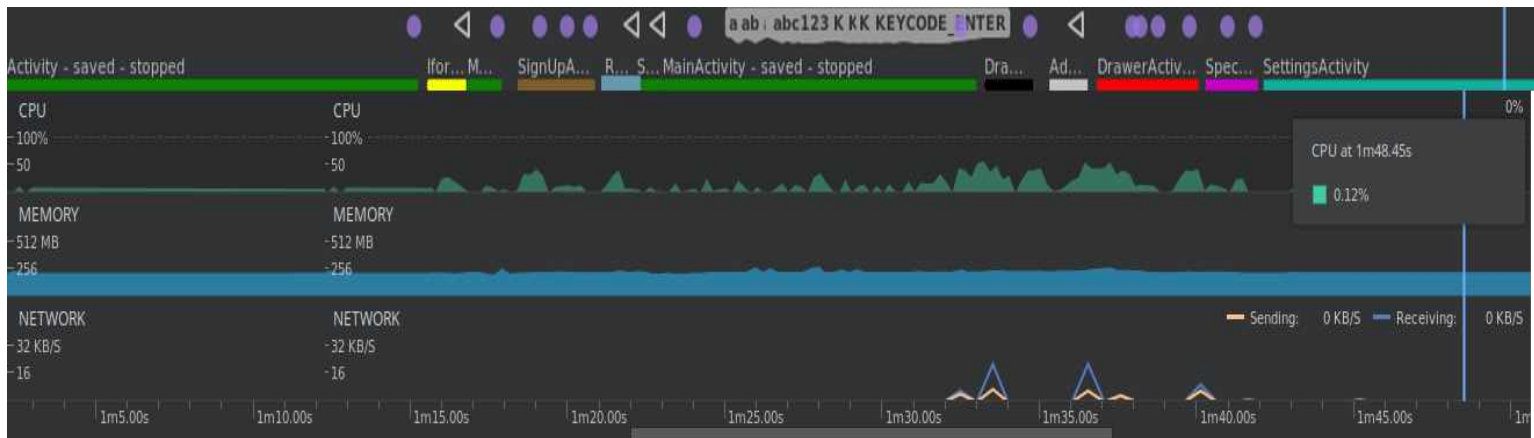 a ab abc123 K KK KEYCODE_ENTER
Activity - saved - stopped Ifor... M... SignUpA... R... S... MainActivity - saved - stopped Dra... Ad... DrawerActiv... Spec... SettingsActivity
CPU CPU 0%
100% 100%
50 50
CPU at 1m48.45s
0.12%
MEMORY MEMORY
512 MB 512 MB
256 256
NETWORK NETWORK Sending: 0 KB/S Receiving: 0 KB/S
32 KB/S 32 KB/S
16 16
1m5.00s 1m10.00s 1m15.00s 1m20.00s 1m25.00s 1m30.00s 1m35.00s 1m40.00s 1m45.00s